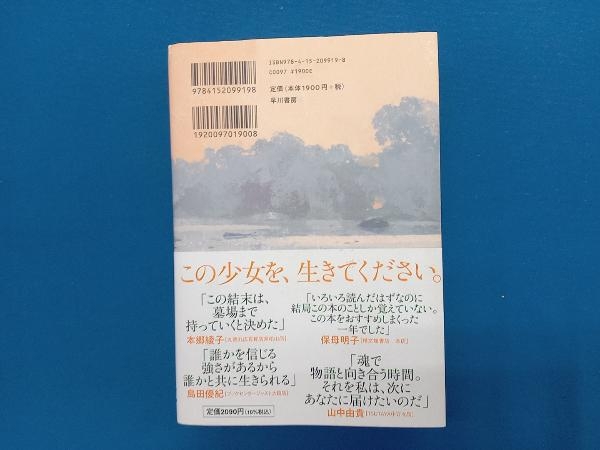 ISBN978-4-15-209919-8
C0097 ¥1900E
定価(本体1900円+税)
早川書房
9784152099198
1920097019008
この少女を、生きてください。
「この結末は、
墓場まで
持っていくと決めた」
本郷綾子
「いろいろ読んだはずなのに
結局この本のことしか覚えていない。
この本をおすすめしまくった
一年でした」
保母明子
「誰かを信じる
強さがあるから
誰かと共に生きられる」
島田優紀
「魂で
物語と向き合う時間。
それを私は、次に
あなたに届けたいのだ」
山中由貴
定価2090円(10%税込)